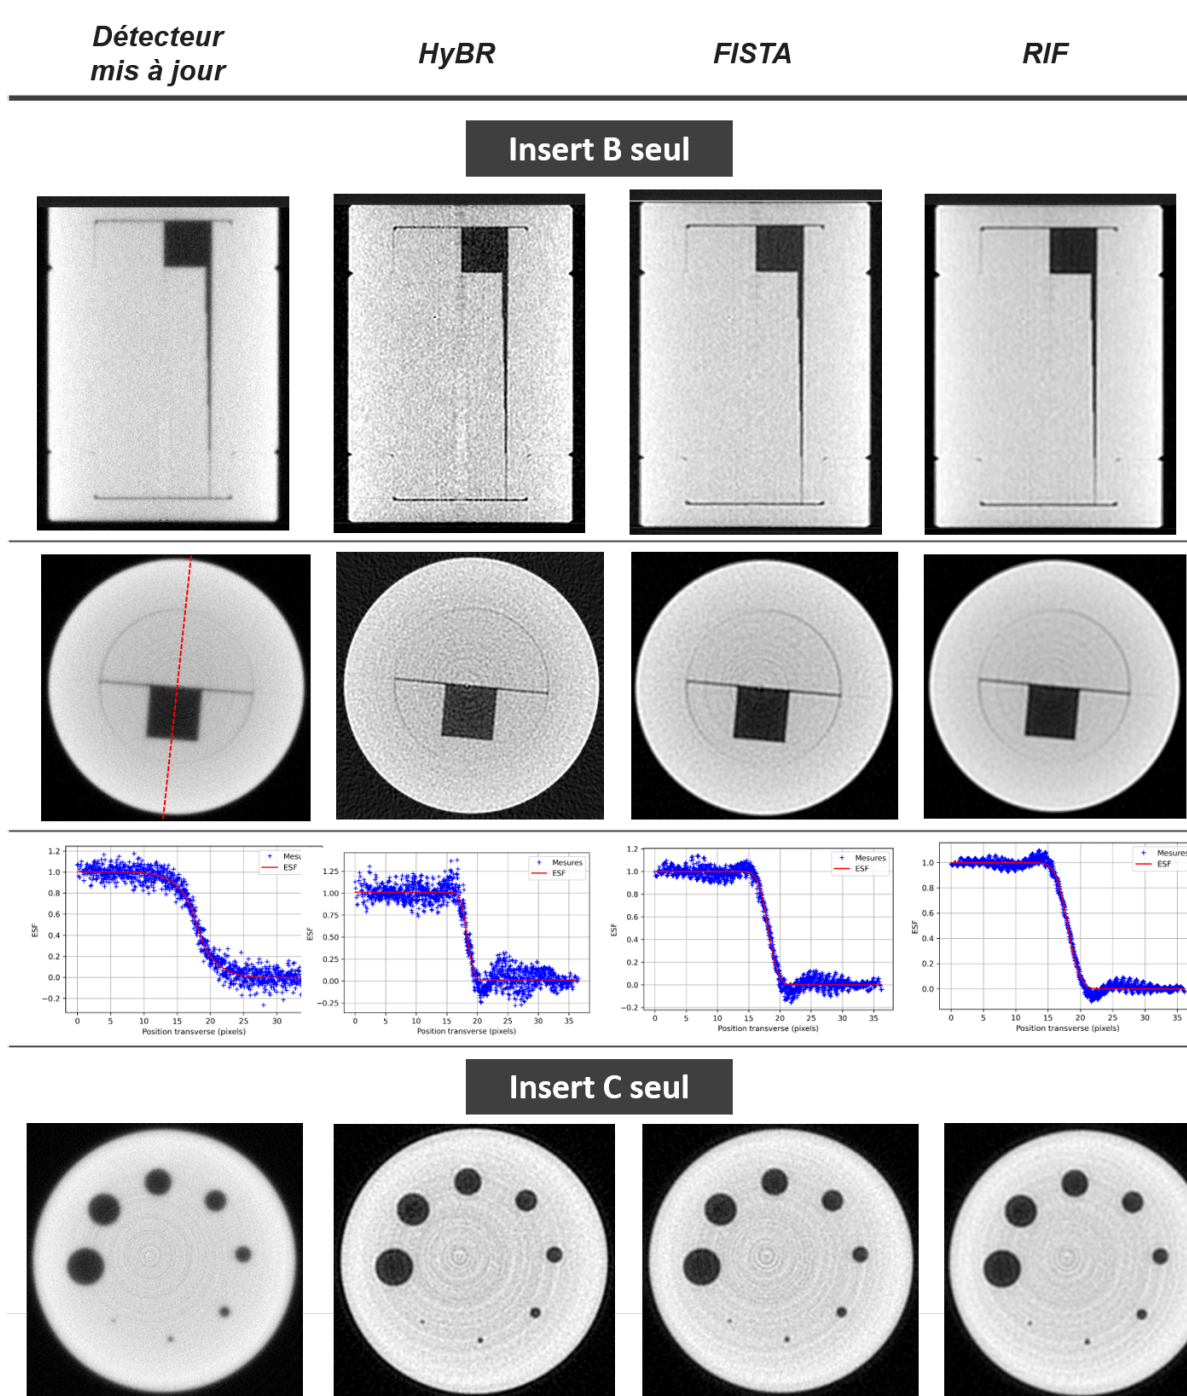 Détecteur
mis à jour
HyBR
FISTA
RIF
Insert B seul
1.2
1.0
0.8
0.6
0.4
0.2
0.0
−0.2
ESF
0 5 10 15 20 25 30
Position transverse (pixels)
Mesu
ESF
1.25
1.00
0.75
0.50
0.25
0.00
−0.25
ESF
0 5 10 15 20 25 30 35
Position transverse (pixels)
Mesures
ESF
1.2
1.0
0.8
0.6
0.4
0.2
0.0
−0.2
ESF
0 5 10 15 20 25 30 35
Position transverse (pixels)
Mesures
ESF
1.0
0.8
0.6
0.4
0.2
0.0
ESF
0 5 10 15 20 25 30 35
Position transverse (pixels)
Mesures
ESF
Insert C seul